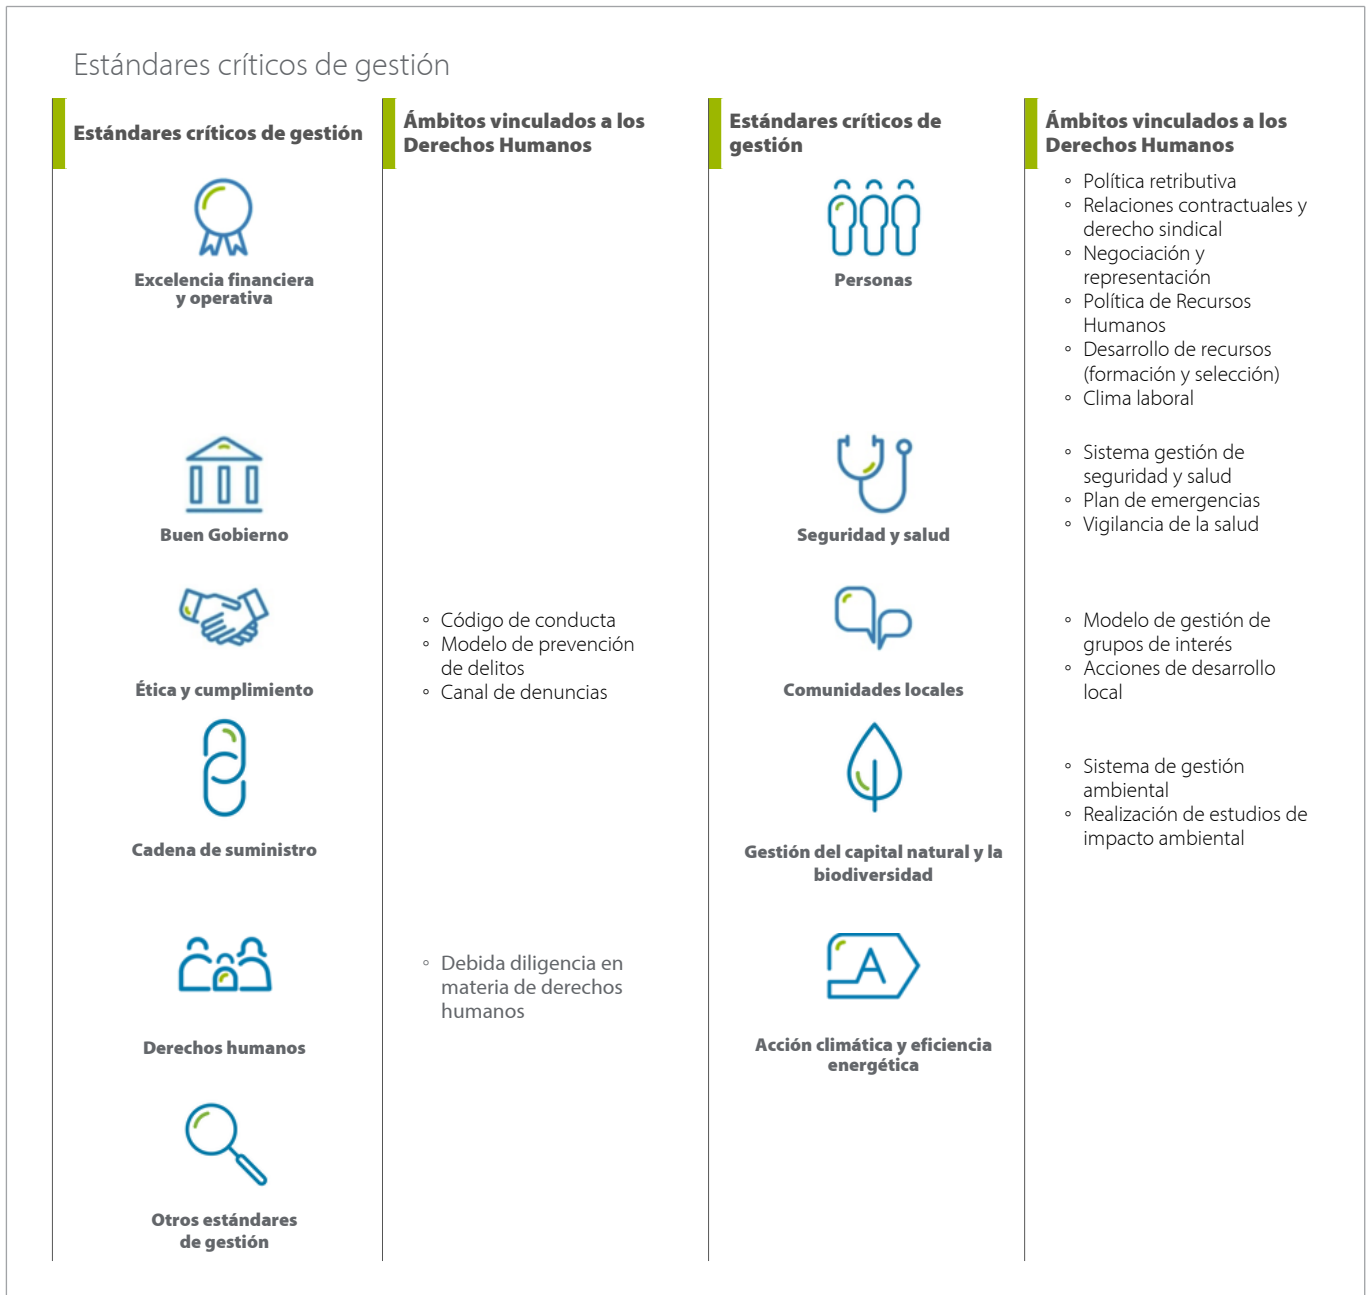 Estándares críticos de gestión
Estándares críticos de gestión
Excelencia financiera
y operativa
Buen Gobierno
Ética y cumplimiento
Cadena de suministro
Derechos humanos
Otros estándares
de gestión
Ámbitos vinculados a los
Derechos Humanos
◦ Código de conducta
◦ Modelo de prevención
de delitos
◦ Canal de denuncias
◦ Debida diligencia en
materia de derechos
humanos
Estándares críticos de
gestión
Personas
Seguridad y salud
Comunidades locales
Gestión del capital natural y la
biodiversidad
A
Acción climática y eficiencia
energética
Ámbitos vinculados a los
Derechos Humanos
◦ Política retributiva
◦ Relaciones contractuales y
derecho sindical
◦ Negociación y
representación
◦ Política de Recursos
Humanos
◦ Desarrollo de recursos
(formación y selección)
◦ Clima laboral
◦ Sistema gestión de
seguridad y salud
◦ Plan de emergencias
◦ Vigilancia de la salud
◦ Modelo de gestión de
grupos de interés
◦ Acciones de desarrollo
local
◦ Sistema de gestión
ambiental
◦ Realización de estudios de
impacto ambiental